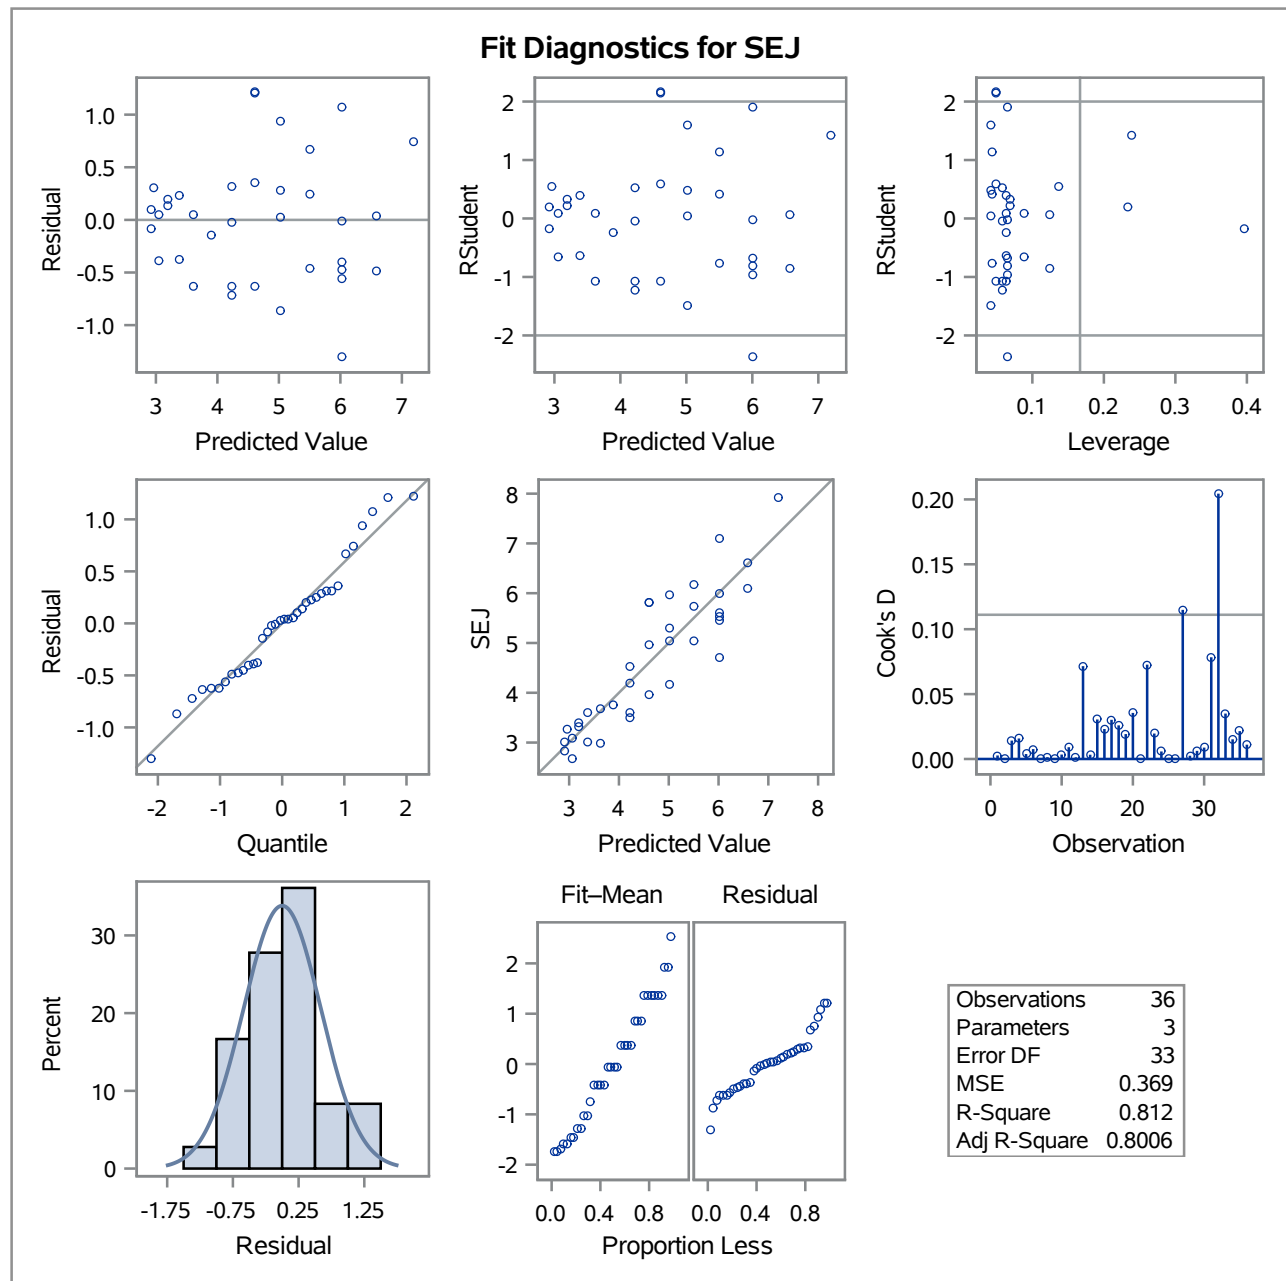 Fit Diagnostics for SEJ
1.0
0.5
0.0
-0.5
-1.0
Residual
3 4 5 6 7
Predicted Value
2
1
0
-1
-2
RStudent
3 4 5 6 7
Predicted Value
2
1
0
-1
-2
RStudent
0.1 0.2 0.3 0.4
Leverage
1.0
0.5
0.0
-0.5
-1.0
Residual
-2 -1 0 1 2
Quantile
8
7
6
5
4
3
SEJ
3 4 5 6 7 8
Predicted Value
0.20
0.15
0.10
0.05
0.00
Cook's D
0 10 20 30
Observation
30
20
10
0
Percent
-1.75 -0.75 0.25 1.25
Residual
Fit–Mean Residual
2
1
0
-1
-2
0.0 0.4 0.8 0.0 0.4 0.8
Proportion Less
Observations 36
Parameters 3
Error DF 33
MSE 0.369
R-Square 0.812
Adj R-Square 0.8006